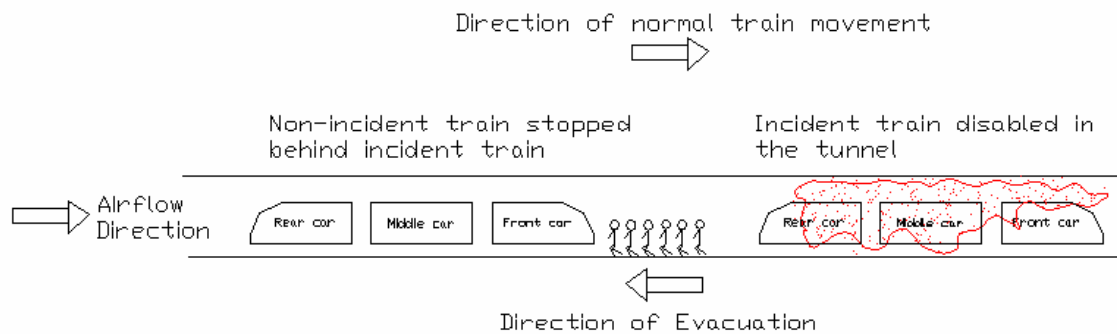 Direction of normal train movement
Non-incident train stopped
behind incident train
Incident train disabled in
the tunnel
AIrflow
Direction
Rear car
Middle car
Front car
Rear car
Middle car
Front car
Direction of Evacuation